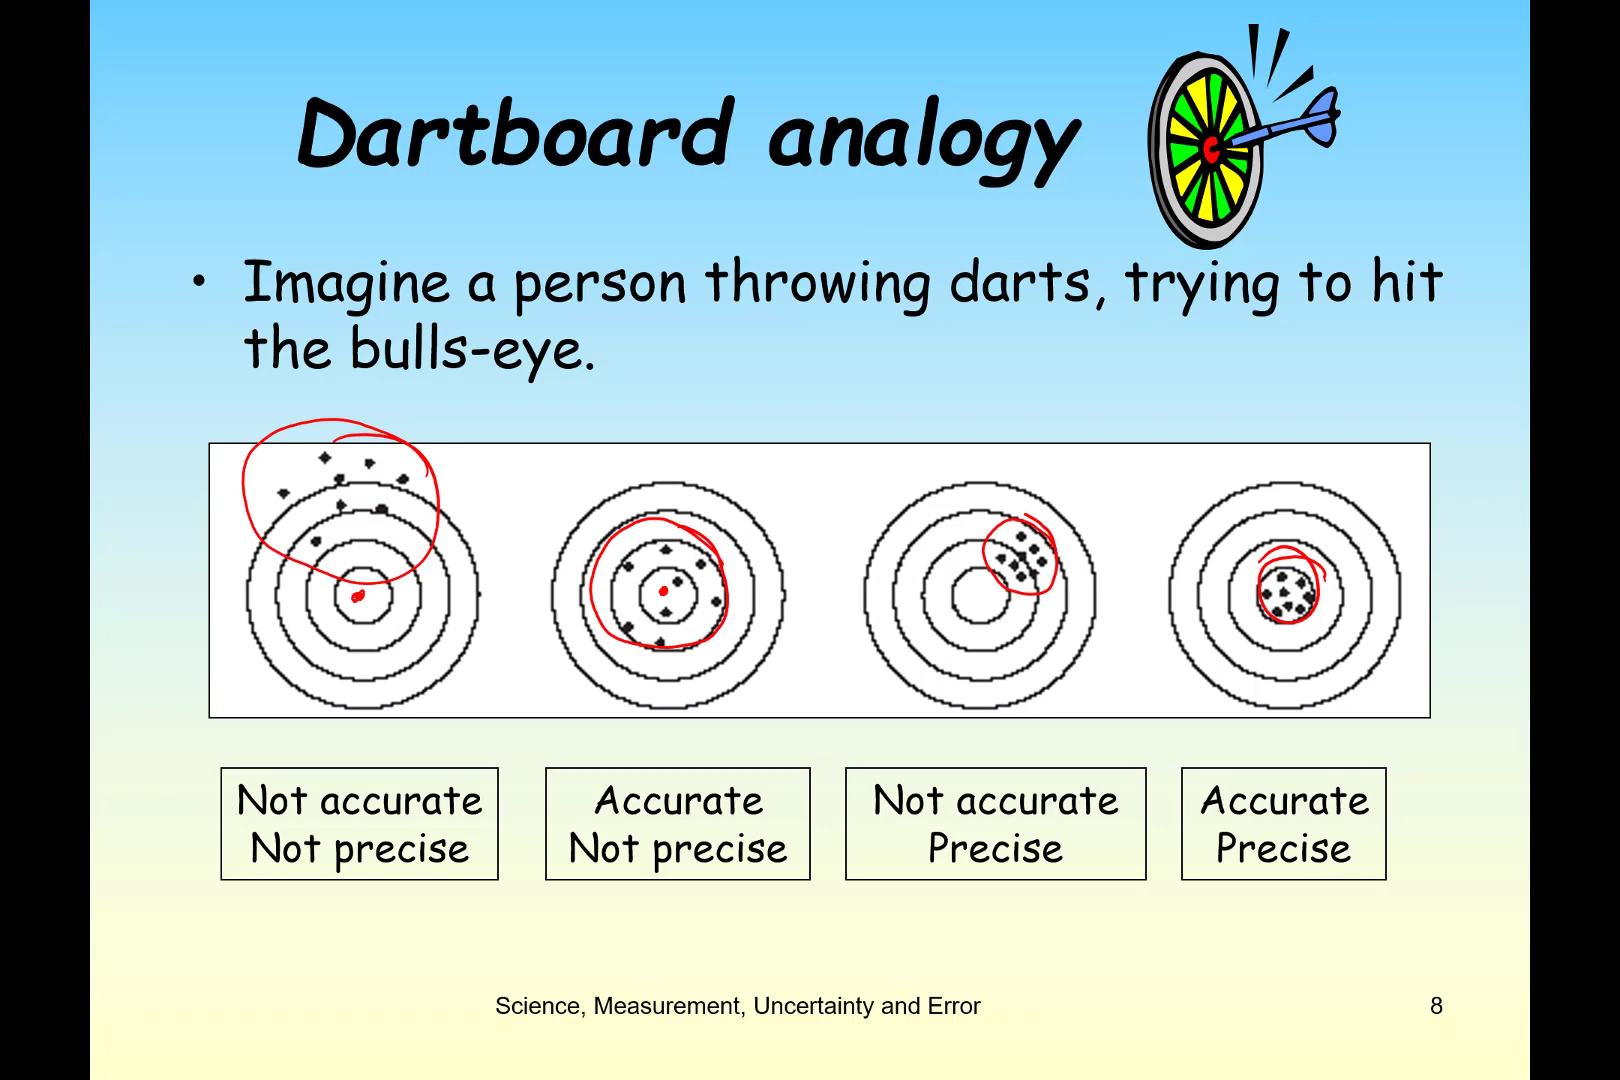 Dartboard analogy
• Imagine a person throwing darts, trying to hit
the bulls-eye.
Not accurate
Not precise
Accurate
Not precise
Not accurate
Precise
Accurate
Precise
Science, Measurement, Uncertainty and Error
8